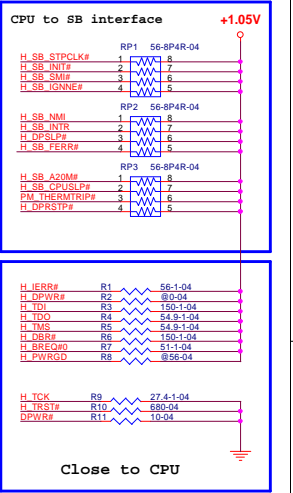 CPU to SB interface +1.05V
RP1 56-8P4R-04
H_SB_STPCLK# 1 8
H_SB_INIT# 2 7
H_SB_SMI# 3 6
H_SB_IGNNE# 4 5
RP2 56-8P4R-04
H_SB_NMI 1 8
H_SB_INTR 2 7
H_DPSLP# 3 6
H_SB_FERR# 4 5
RP3 56-8P4R-04
H_SB_A20M# 1 8
H_SB_CPUSLP# 2 7
PM_THERMTRIP# 3 6
H_DPRSTP# 4 5
H_IERR# R1 56-1-04
H_DPWR# R2 @0-04
H_TDI R3 150-1-04
H_TDO R4 54.9-1-04
H_TMS R5 54.9-1-04
H_DBR# R6 150-1-04
H_BREQ#0 R7 51-1-04
H_PWRGD R8 @56-04
H_TCK R9 27.4-1-04
H_TRST# R10 680-04
DPWR# R11 10-04
Close to CPU